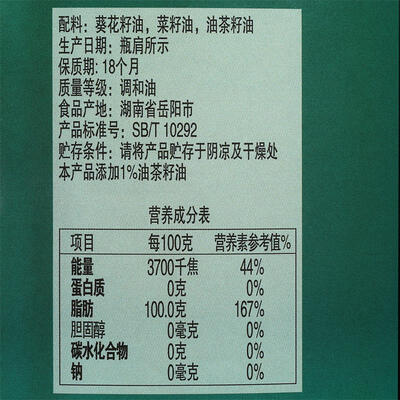 配料: 葵花籽油, 菜籽油, 油茶籽油
生产日期: 瓶肩所示
保质期: 18个月
质量等级: 调和油
食品产地: 湖南省岳阳市
产品标准号: SB/T 10292
贮存条件: 请将产品贮存于阴凉及干燥处
本产品添加1%油茶籽油
营养成分表
项目 每100克 营养素参考值%
能量 3700千焦 44%
蛋白质 0克 0%
脂肪 100.0克 167%
胆固醇 0毫克 0%
碳水化合物 0克 0%
钠 0毫克 0%